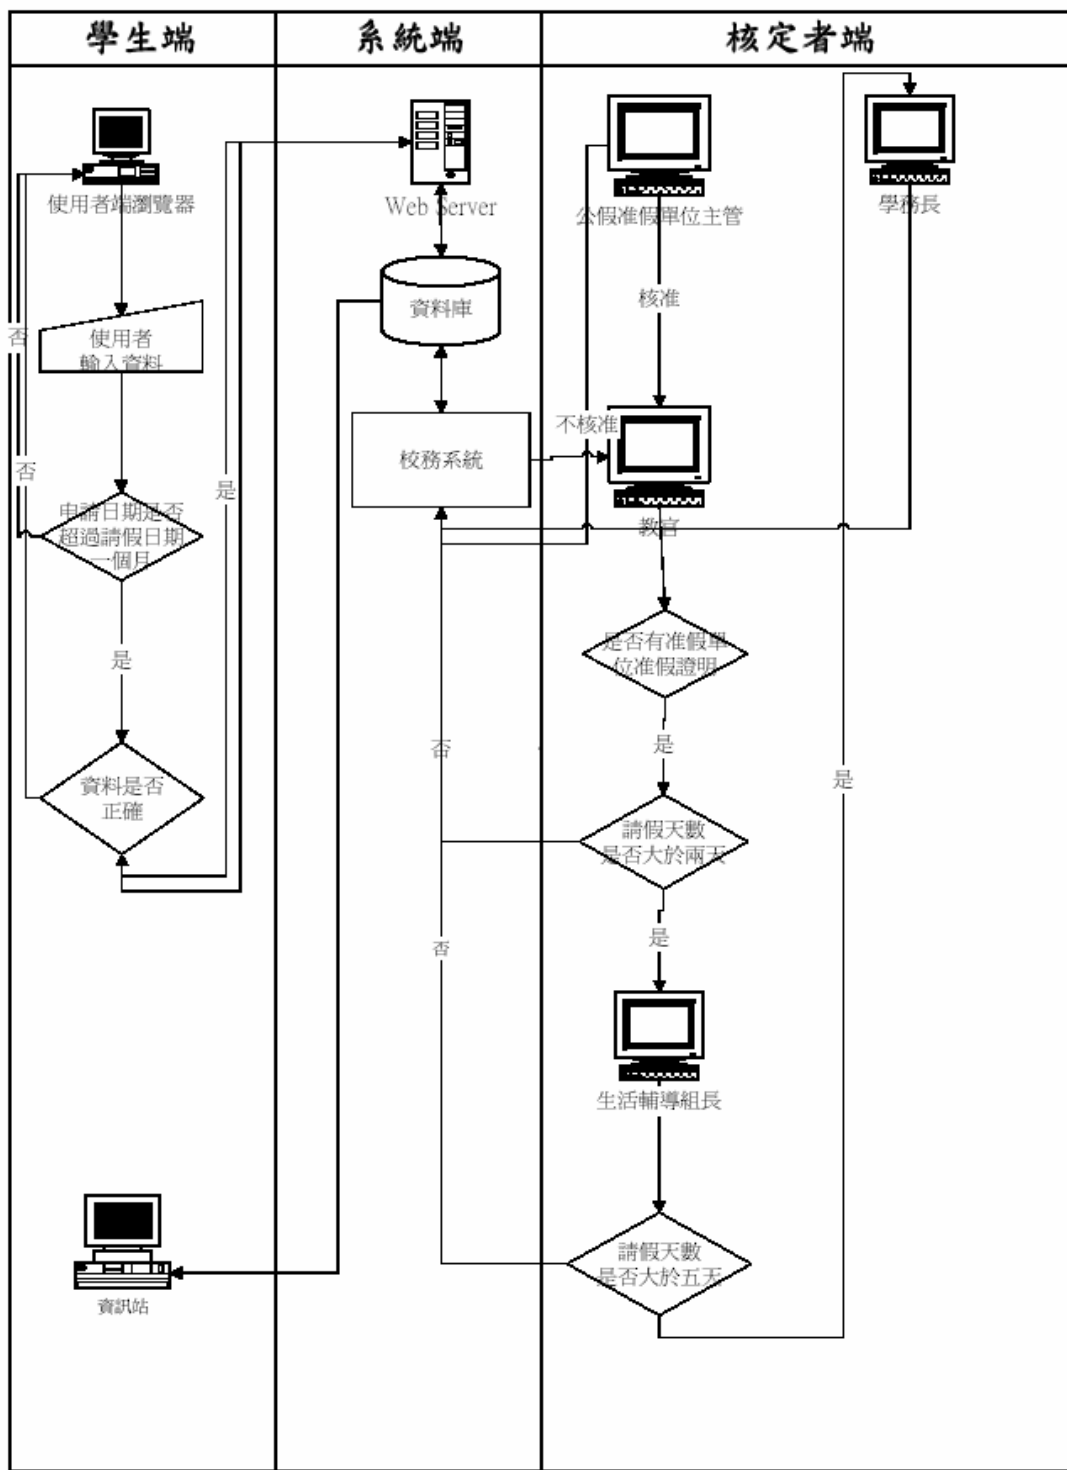 學生端
系統端
核定者端
使用者端瀏覽器
Web Server
公假准假單位主管
學務長
資料庫
核准
否
使用者
輸入資料
不核准
校務系統
否
是
教官
申請日期是否
超過請假日期
一個月
是
是否有准假單
位准假證明
否
是
是
資料是否
正確
請假天數
是否大於兩天
否
是
生活輔導組長
請假天數
是否大於五天
資訊站